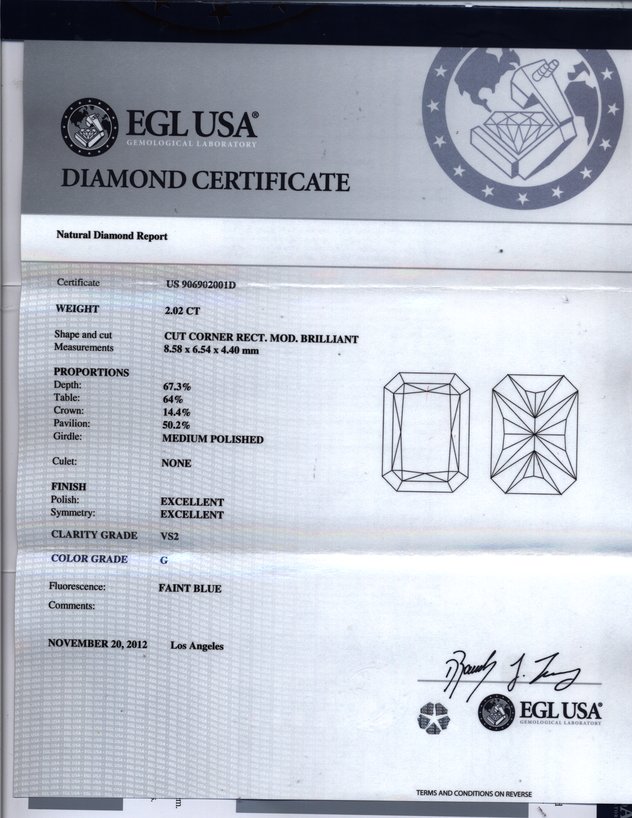 EGL USA®
GEMOLOGICAL LABORATORY
DIAMOND CERTIFICATE
Natural Diamond Report
Certificate US 906902001D
WEIGHT 2.02 CT
Shape and cut CUT CORNER RECT. MOD. BRILLIANT
Measurements 8.58 x 6.54 x 4.40 mm
PROPORTIONS
Depth: 67.3%
Table: 64%
Crown: 14.4%
Pavilion: 50.2%
Girdle: MEDIUM POLISHED
Culet: NONE
FINISH
Polish: EXCELLENT
Symmetry: EXCELLENT
CLARITY GRADE VS2
COLOR GRADE G
Fluorescence: FAINT BLUE
Comments:
NOVEMBER 20, 2012 Los Angeles
EGL USA®
GEMOLOGICAL LABORATORY
TERMS AND CONDITIONS ON REVERSE